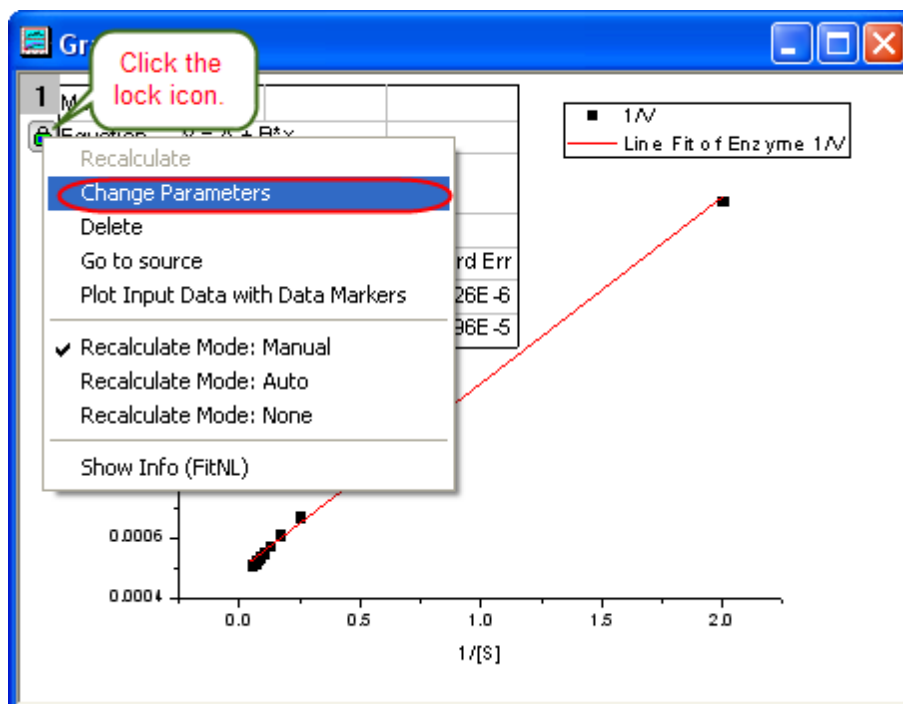 Gra
Click the
lock icon.
1
M
Equation y = A + B*x
1/V
Line Fit of Enzyme 1/V
Recalculate
Change Parameters
Delete
Go to source
Plot Input Data with Data Markers
rd Err
26E -6
96E -5
Recalculate Mode: Manual
Recalculate Mode: Auto
Recalculate Mode: None
Show Info (FitNL)
0.0006
0.0004
0.0 0.5 1.0 1.5 2.0
1/[S]